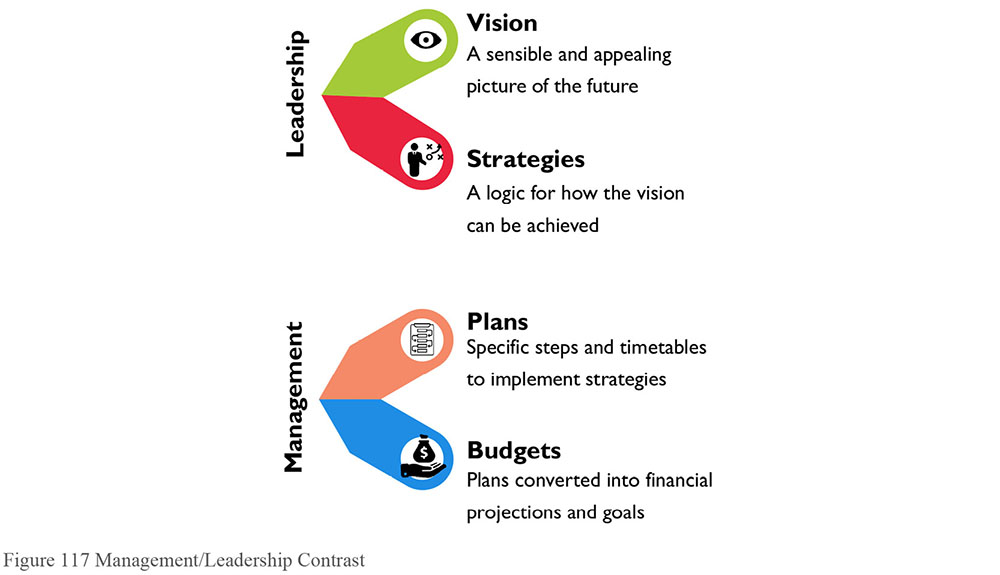 Leadership
Vision
A sensible and appealing
picture of the future
Strategies
A logic for how the vision
can be achieved
Management
Plans
Specific steps and timetables
to implement strategies
$
Budgets
Plans converted into financial
projections and goals
Figure 117 Management/Leadership Contrast